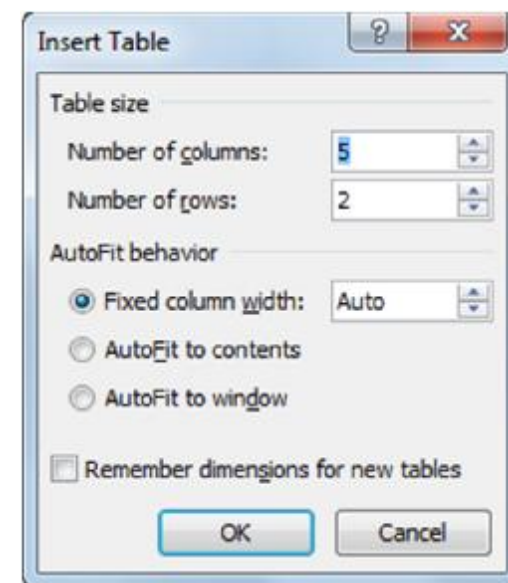 Insert Table ?
Table size
Number of columns: 5
Number of rows: 2
AutoFit behavior
Fixed column width: Auto
AutoFit to contents
AutoFit to window
Remember dimensions for new tables
OK Cancel